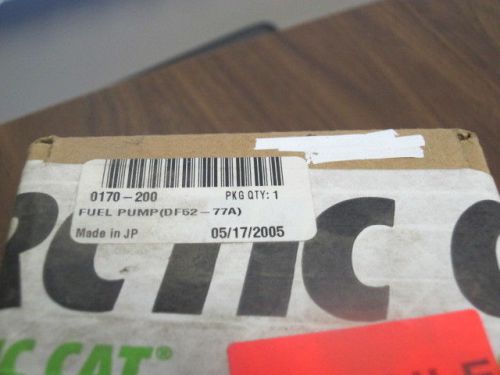 0170-200 PKG QTY: 1
FUEL PUMP(DF52-77A)
Made in JP 05/17/2005
RCTIC C
IC CAT®